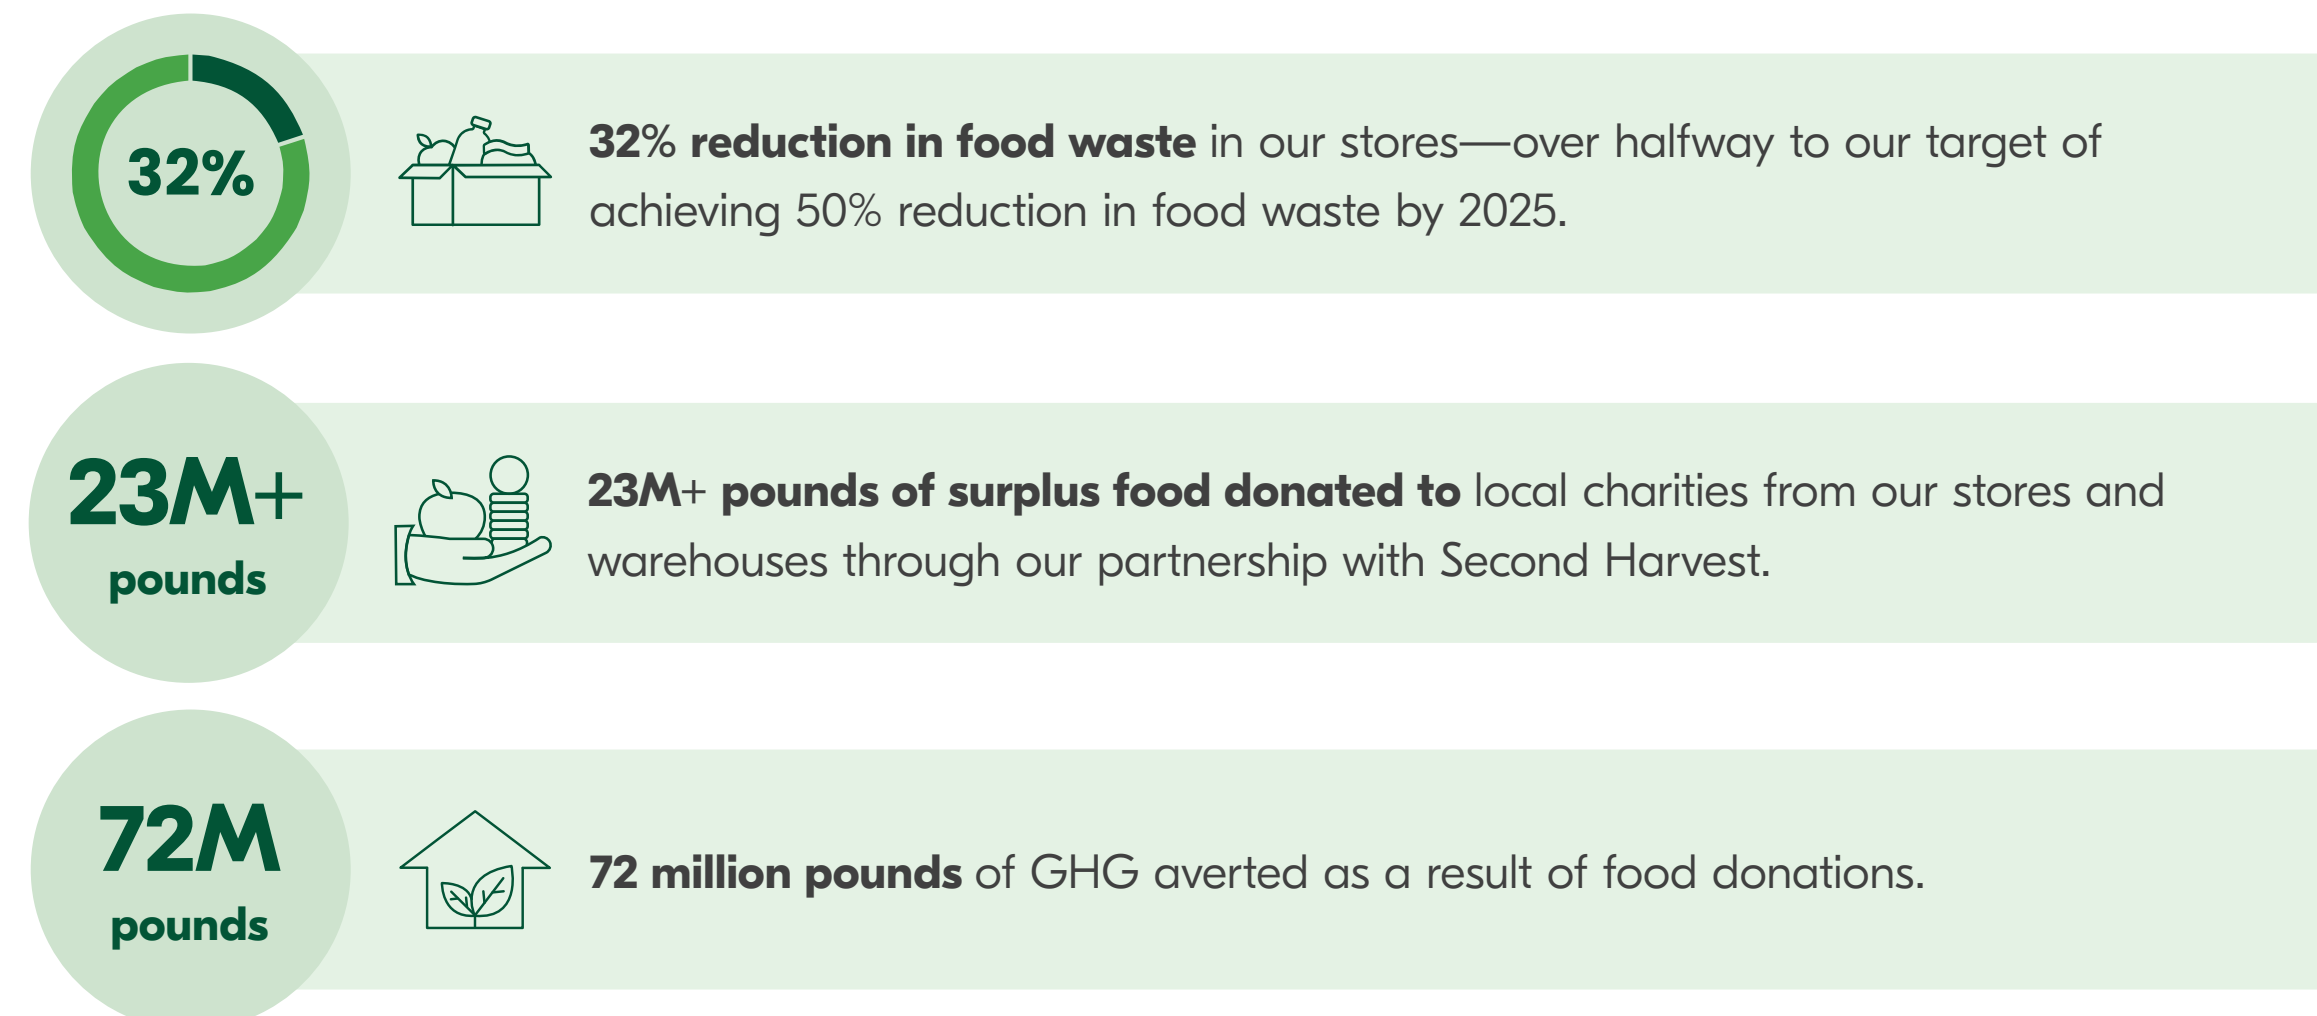 32%
32% reduction in food waste in our stores—over halfway to our target of
achieving 50% reduction in food waste by 2025.
23M+
pounds
23M+ pounds of surplus food donated to local charities from our stores and
warehouses through our partnership with Second Harvest.
72M
pounds
72 million pounds of GHG averted as a result of food donations.